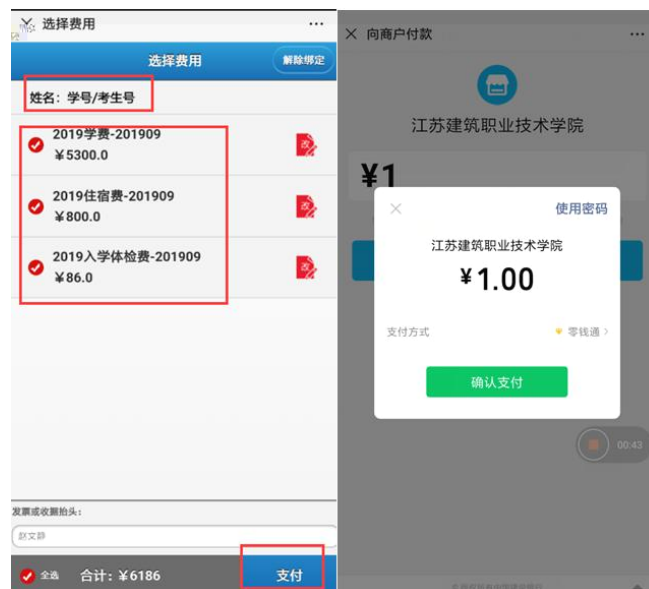 选择费用
选择费用
解除绑定
姓名: 学号/考生号
2019学费-201909
¥5300.0
改
2019住宿费-201909
¥800.0
改
2019入学体检费-201909
¥86.0
改
发票或收据抬头:
赵文静
全选
合计: ¥6186
支付
向商户付款
江苏建筑职业技术学院
¥1
使用密码
江苏建筑职业技术学院
¥1.00
支付方式
零钱通
确认支付
00:43